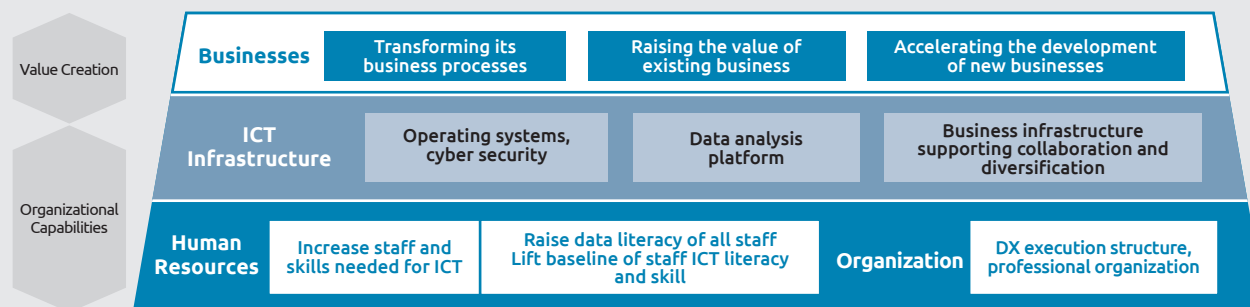 Value Creation
Businesses
Transforming its
business processes
Raising the value of
existing business
Accelerating the development
of new businesses
Organizational
Capabilities
ICT
Infrastructure
Operating systems,
cyber security
Data analysis
platform
Business infrastructure
supporting collaboration and
diversification
Human
Resources
Increase staff and
skills needed for ICT
Raise data literacy of all staff
Lift baseline of staff ICT literacy
and skill
Organization
DX execution structure,
professional organization